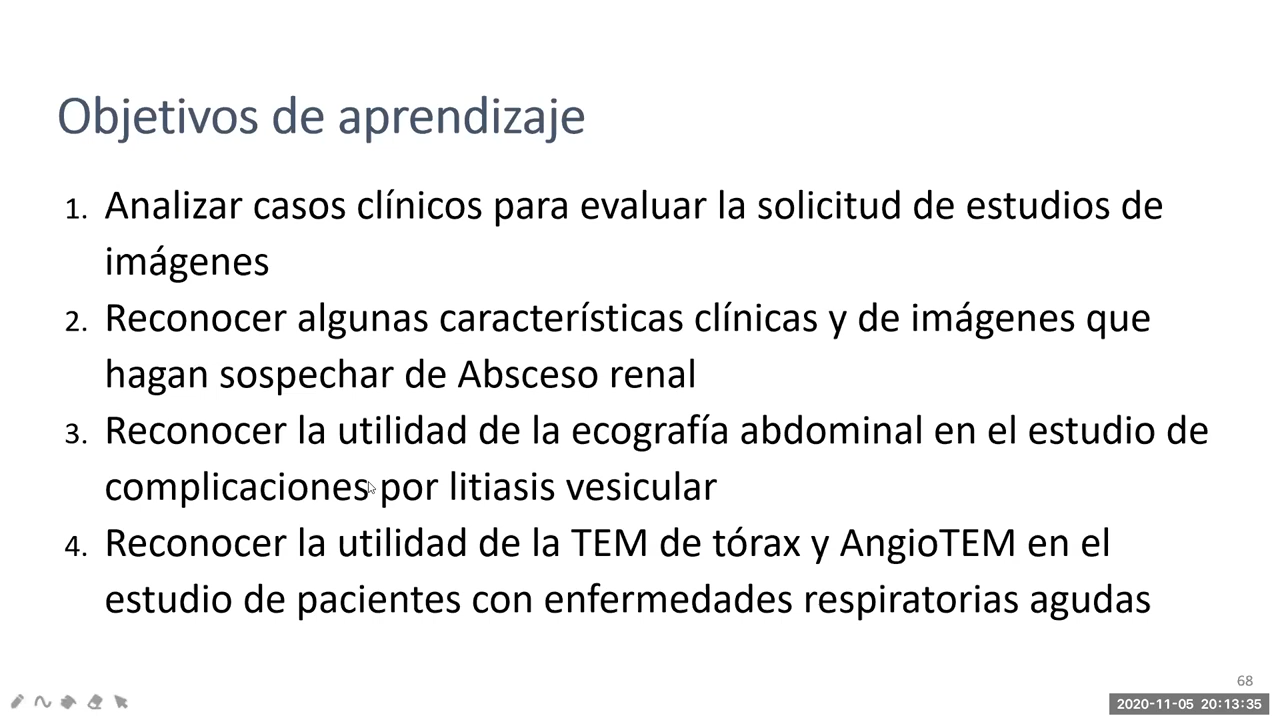 Objetivos de aprendizaje
1. Analizar casos clínicos para evaluar la solicitud de estudios de
imágenes
2. Reconocer algunas características clínicas y de imágenes que
hagan sospechar de Absceso renal
3. Reconocer la utilidad de la ecografía abdominal en el estudio de
complicaciones por litiasis vesicular
4. Reconocer la utilidad de la TEM de tórax y AngioTEM en el
estudio de pacientes con enfermedades respiratorias agudas
68
2020-11-05 20:13:35